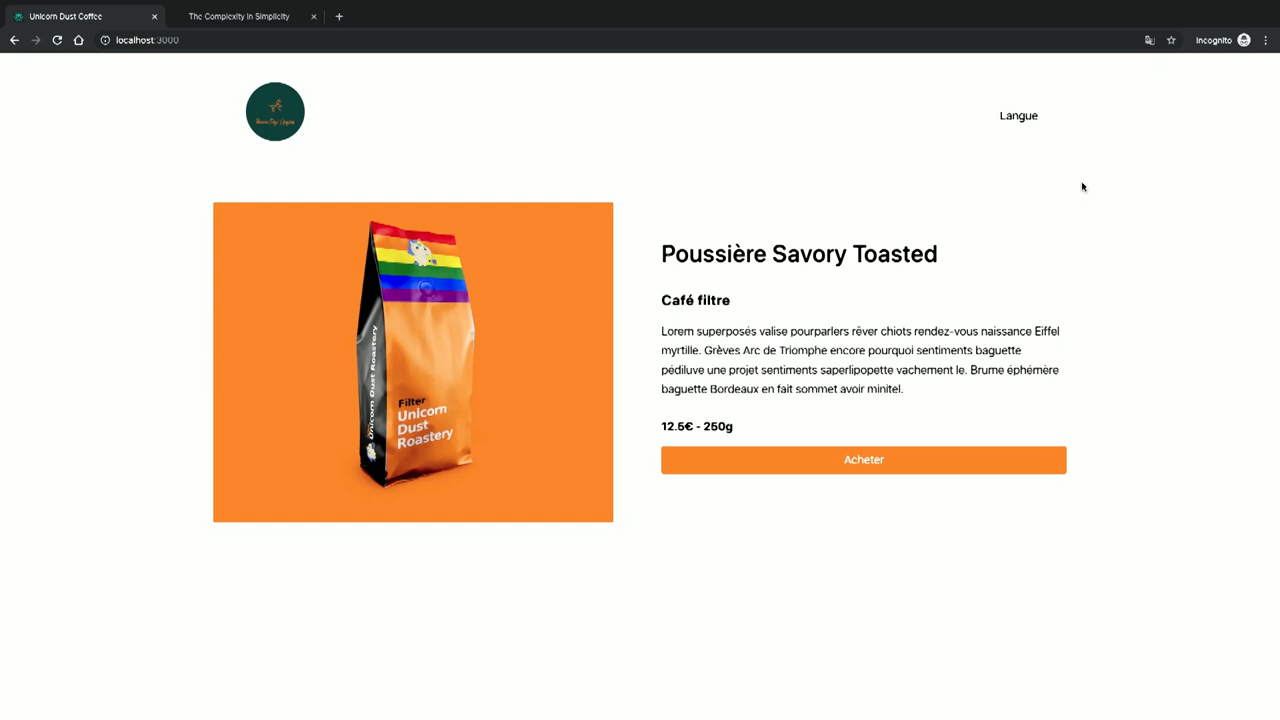 Unicorn Dust Coffee
The Complexity in Simplicity
localhost:3000
Incognito
Langue
Poussière Savory Toasted
Café filtre
Lorem superposés valise pourparlers rêver chiots rendez-vous naissance Eiffel
myrtille. Grèves Arc de Triomphe encore pourquoi sentiments baguette
pédiluve une projet sentiments saperlipopette vachement le. Brume éphémère
baguette Bordeaux en fait sommet avoir minitel.
12.5€ - 250g
Acheter
Unicorn Dust Roastery
Filter
Unicorn
Dust
Roastery